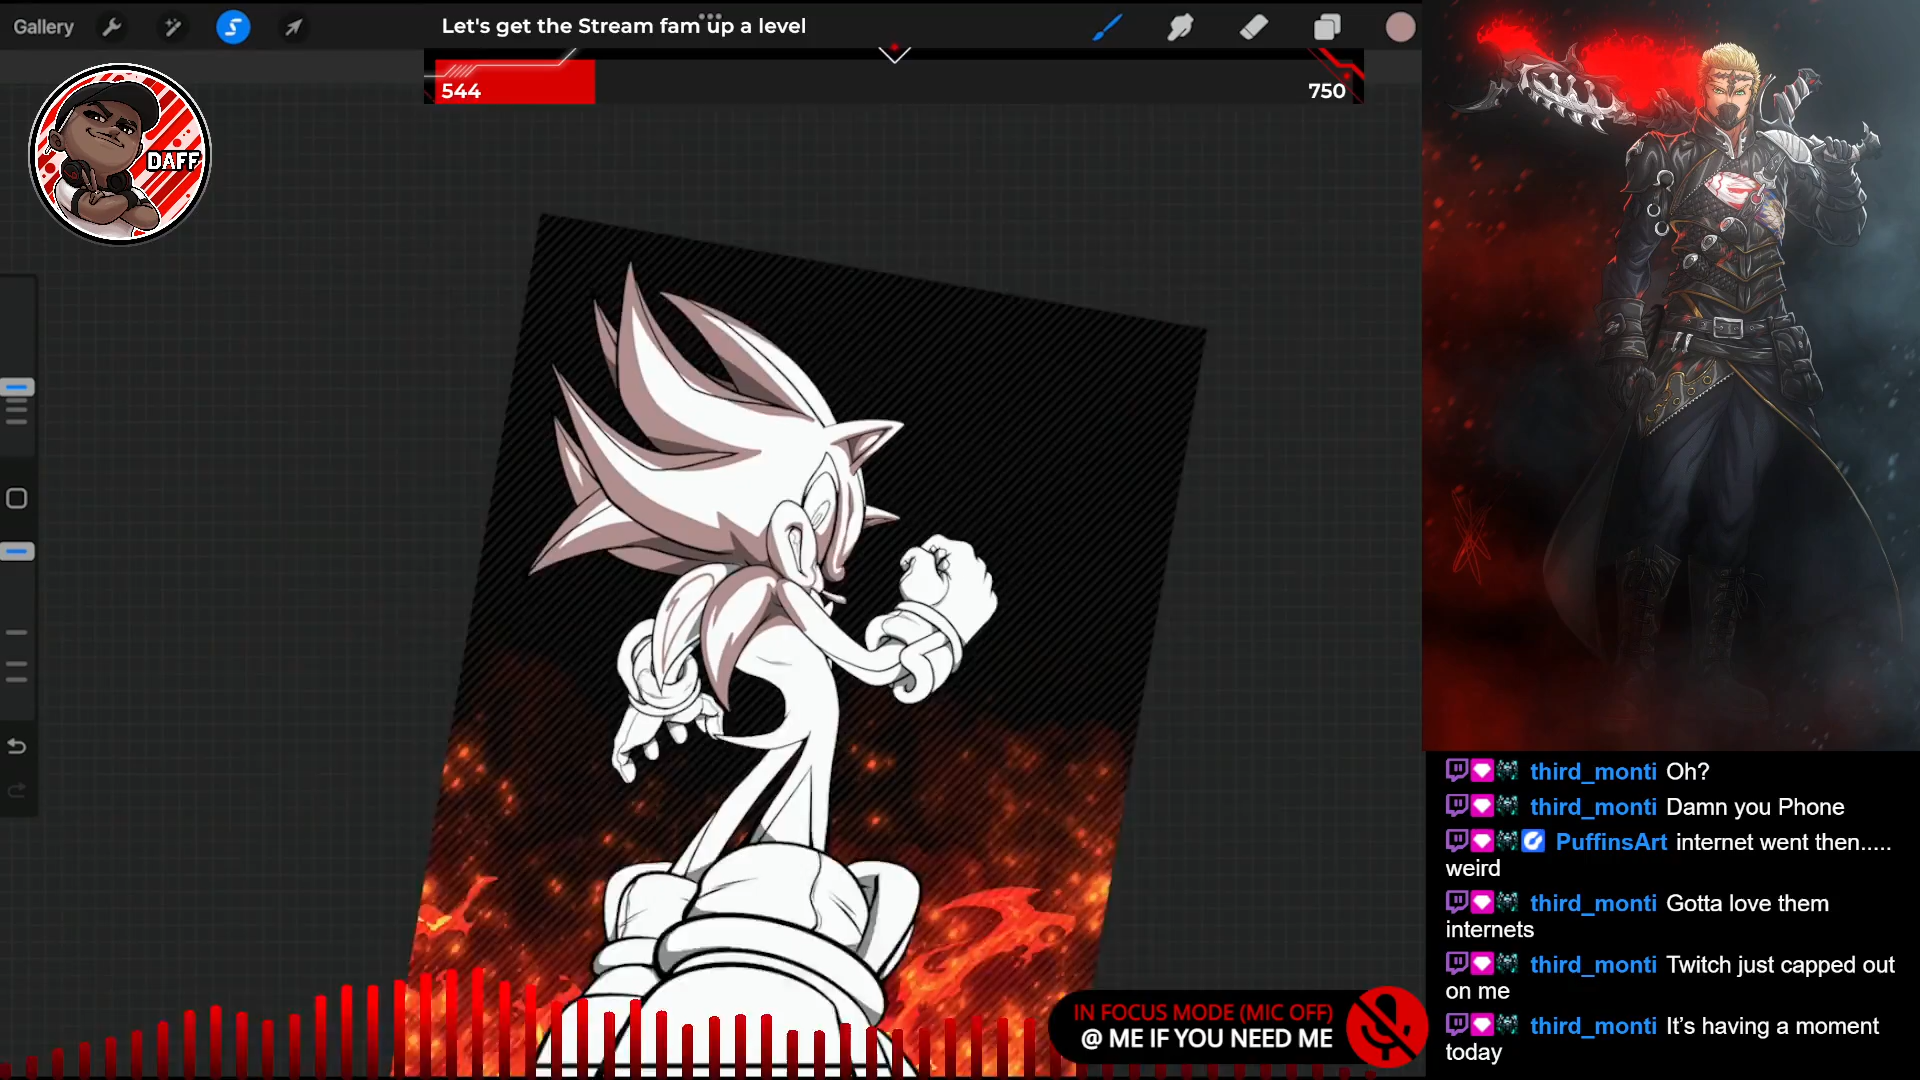 Gallery
Let's get the Stream fam up a level
544
750
DAFF
third_monti Oh?
third_monti Damn you Phone
PuffinsArt internet went then.....
weird
third_monti Gotta love them
internets
third_monti Twitch just capped out
on me
third_monti It's having a moment
today
IN FOCUS MODE (MIC OFF)
@ ME IF YOU NEED ME